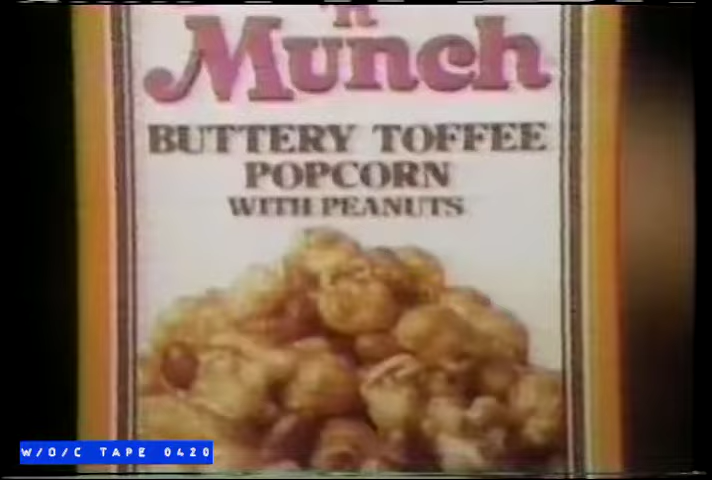 'n
Munch
BUTTERY TOFFEE
POPCORN
WITH PEANUTS
W/O/C TAPE 0420